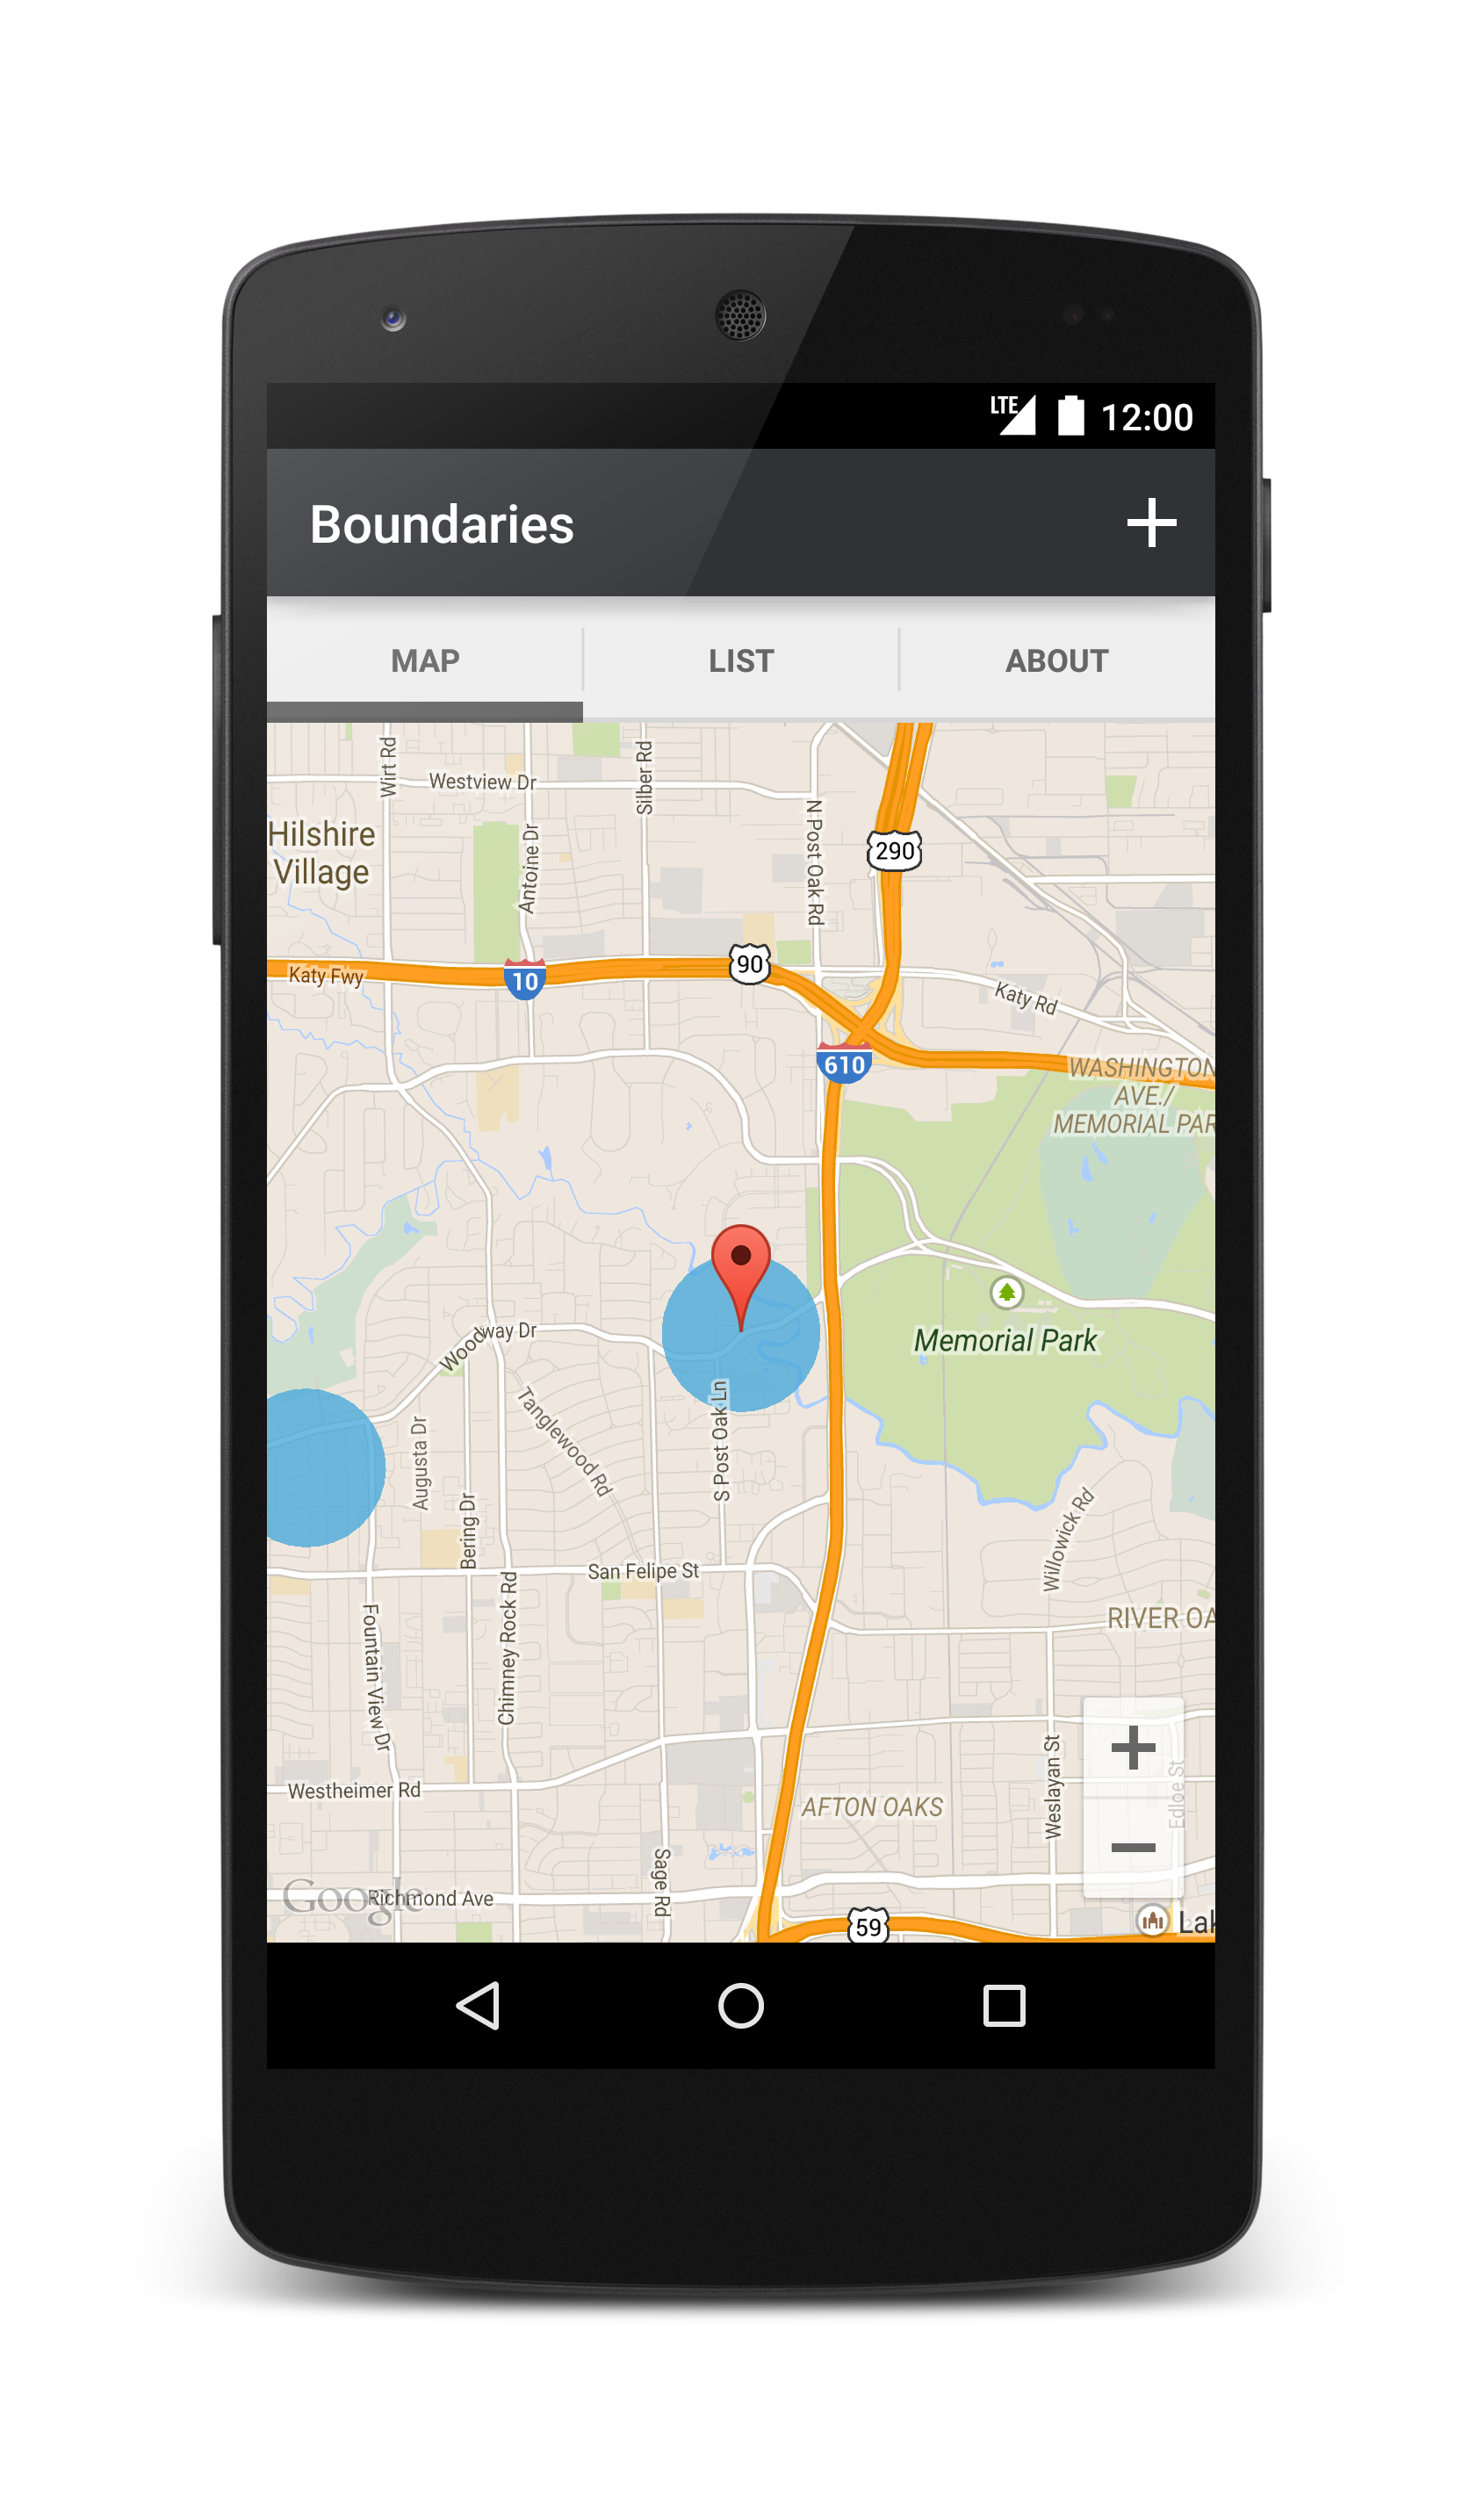 LTE 12:00
Boundaries
MAP LIST ABOUT
Wirt Rd
Westview Dr
Silber Rd
Hilshire
Village
Antoine Dr
N Post Oak Rd
290
90
Katy Fwy
10
Katy Rd
610
WASHINGTON
AVE./
MEMORIAL PAR
Woodway Dr
Memorial Park
Tanglewood Rd
S Post Oak Ln
Augusta Dr
Bering Dr
Willowick Rd
San Felipe St
Chimney Rock Rd
Fountain View Dr
RIVER OA
Weslayan St
Edloe St
Westheimer Rd
AFTON OAKS
Sage Rd
Google
Richmond Ave
59
Lak